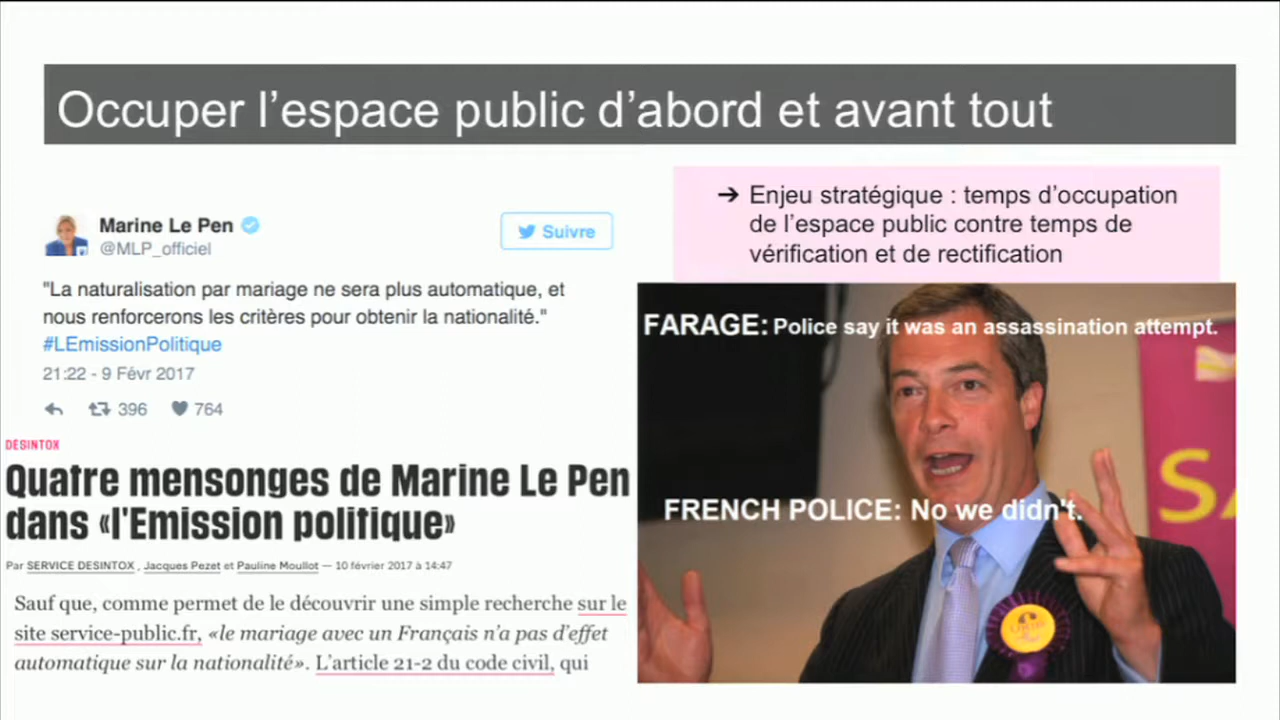 Occuper l’espace public d’abord et avant tout
Marine Le Pen
@MLP_officiel
Suivre
"La naturalisation par mariage ne sera plus automatique, et
nous renforcerons les critères pour obtenir la nationalité."
#LEmissionPolitique
21:22 - 9 Févr 2017
396 764
DÉSINTOX
Quatre mensonges de Marine Le Pen
dans «l'Emission politique»
Par SERVICE DESINTOX , Jacques Pezet et Pauline Moullot — 10 février 2017 à 14:47
Sauf que, comme permet de le découvrir une simple recherche sur le
site service-public.fr, «le mariage avec un Français n’a pas d’effet
automatique sur la nationalité». L’article 21-2 du code civil, qui
➔ Enjeu stratégique : temps d’occupation
de l’espace public contre temps de
vérification et de rectification
FARAGE: Police say it was an assassination attempt.
FRENCH POLICE: No we didn't.